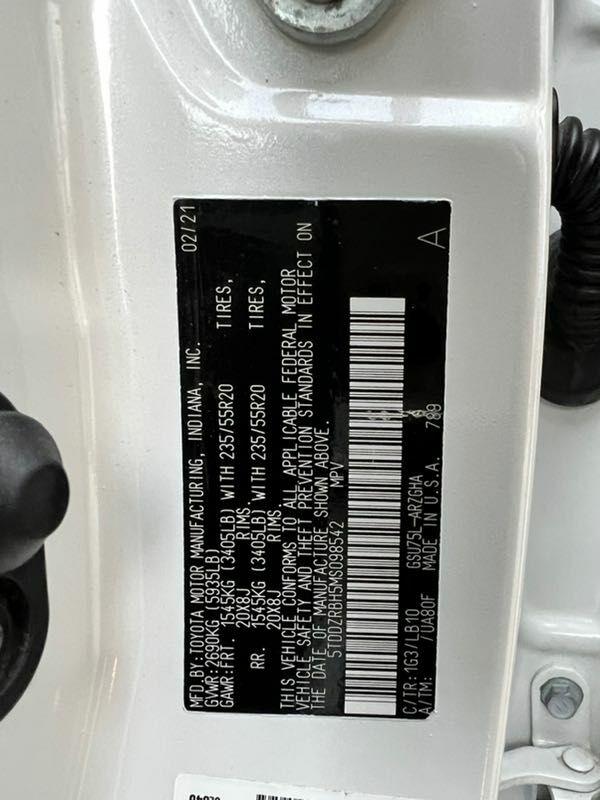 MFD.BY:TOYOTA MOTOR MANUFACTURING, INDIANA, INC. 02/21
GVWR:2690KG (5935LB)
GAWR:FRT. 1545KG (3405LB) WITH 235/55R20 TIRES,
20X8J RIMS,
RR. 1545KG (3405LB) WITH 235/55R20 TIRES,
20X8J RIMS.
THIS VEHICLE CONFORMS TO ALL APPLICABLE FEDERAL MOTOR
VEHICLE SAFETY AND THEFT PREVENTION STANDARDS IN EFFECT ON
THE DATE OF MANUFACTURE SHOWN ABOVE.
5TDDZRBH5MS098542 MPV
C/TR:1G3/LB10 GSU75L-ARZGHA A
A/TM: /UA80F MADE IN U.S.A. 789